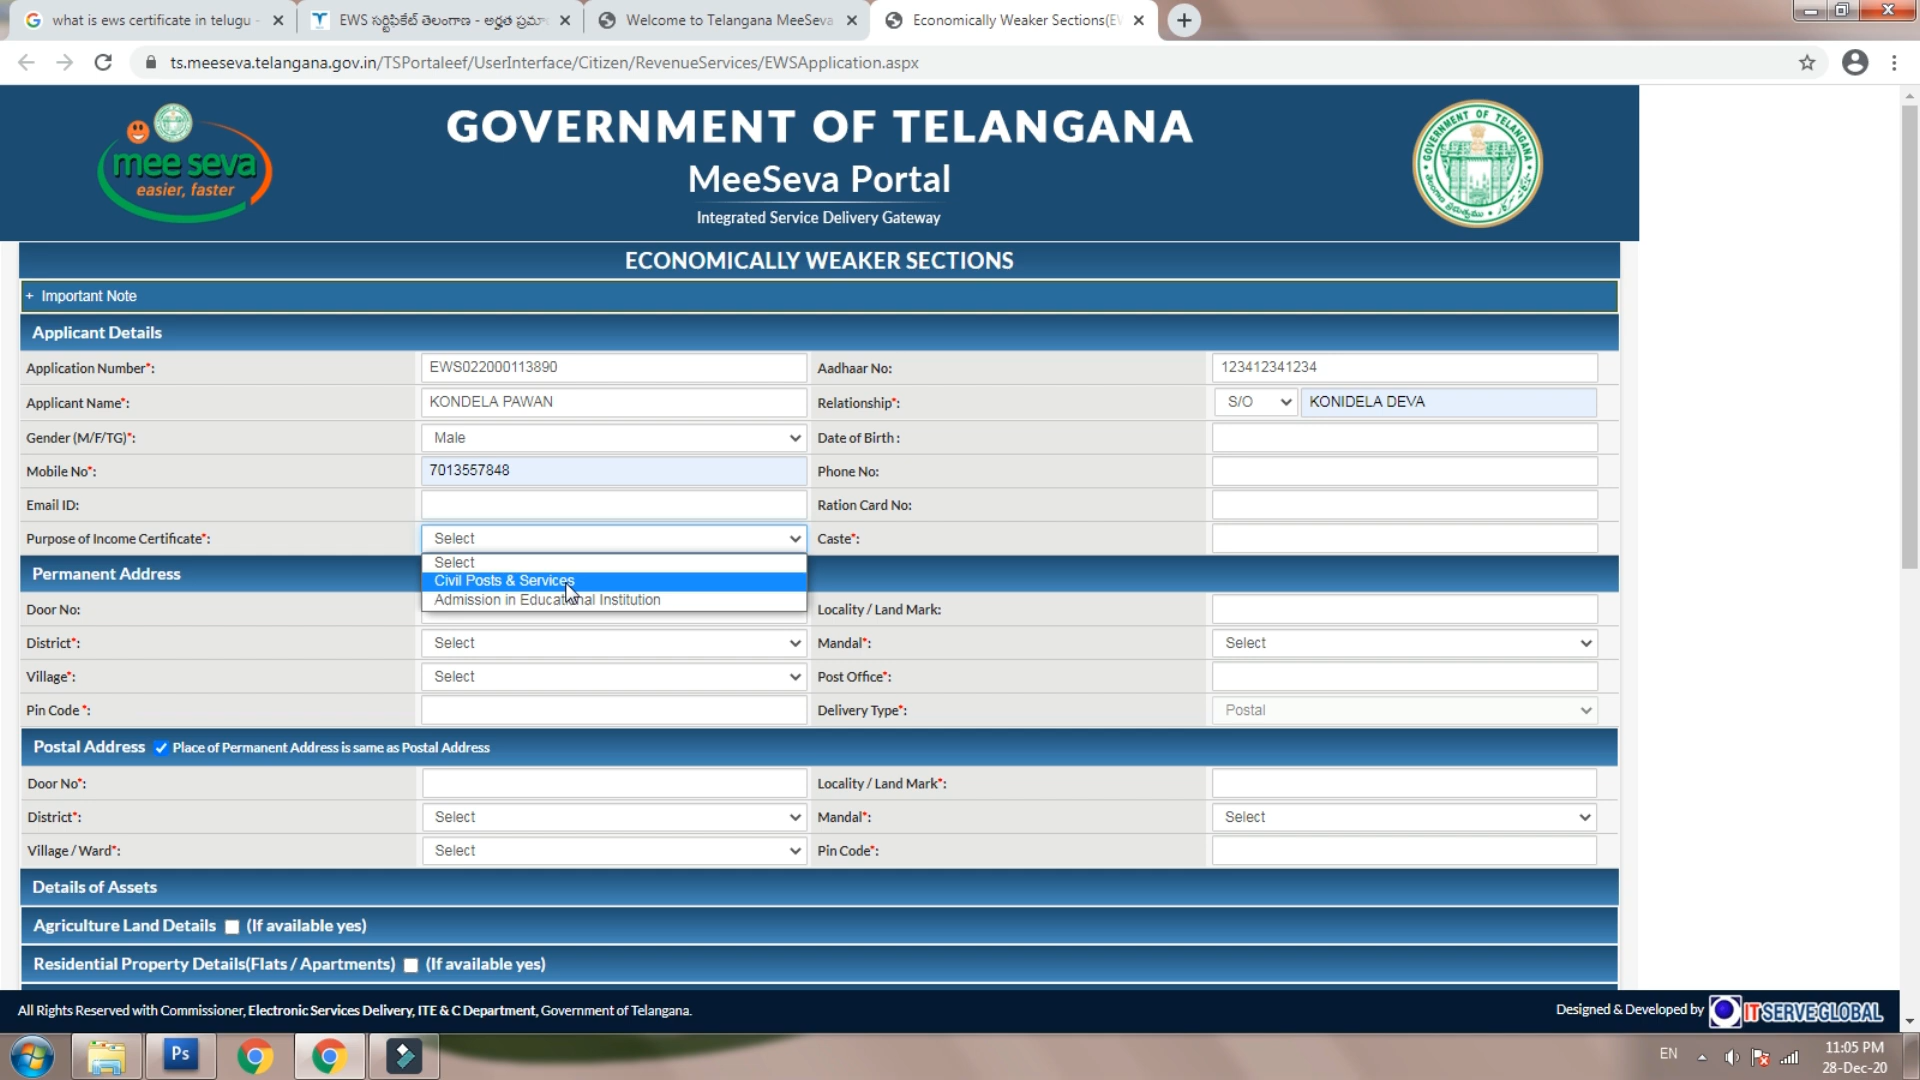 what is ews certificate in telugu -
EWS సర్టిఫికేట్ తెలంగాణ - అర్హత ప్రమా
Welcome to Telangana MeeSeva
Economically Weaker Sections(EW
ts.meeseva.telangana.gov.in/TSPortaleef/UserInterface/Citizen/RevenueServices/EWSApplication.aspx
mee seva
easier, faster
GOVERNMENT OF TELANGANA
MeeSeva Portal
Integrated Service Delivery Gateway
GOVERNMENT OF TELANGANA
ECONOMICALLY WEAKER SECTIONS
+ Important Note
Applicant Details
Application Number*: EWS022000113890 Aadhaar No: 123412341234
Applicant Name*: KONDELA PAWAN Relationship*: S/O KONIDELA DEVA
Gender (M/F/TG)*: Male Date of Birth :
Mobile No*: 7013557848 Phone No:
Email ID: Ration Card No:
Purpose of Income Certificate*: Select Caste*:
Select
Civil Posts & Services
Admission in Educational Institution
Permanent Address
Door No: Locality / Land Mark:
District*: Select Mandal*: Select
Village*: Select Post Office*:
Pin Code *: Delivery Type*: Postal
Postal Address Place of Permanent Address is same as Postal Address
Door No*: Locality / Land Mark*:
District*: Select Mandal*: Select
Village / Ward*: Select Pin Code*:
Details of Assets
Agriculture Land Details (If available yes)
Residential Property Details(Flats / Apartments) (If available yes)
All Rights Reserved with Commissioner, Electronic Services Delivery, ITE & C Department, Government of Telangana.
Designed & Developed by IT SERVEGLOBAL
Ps
EN
11:05 PM
28-Dec-20